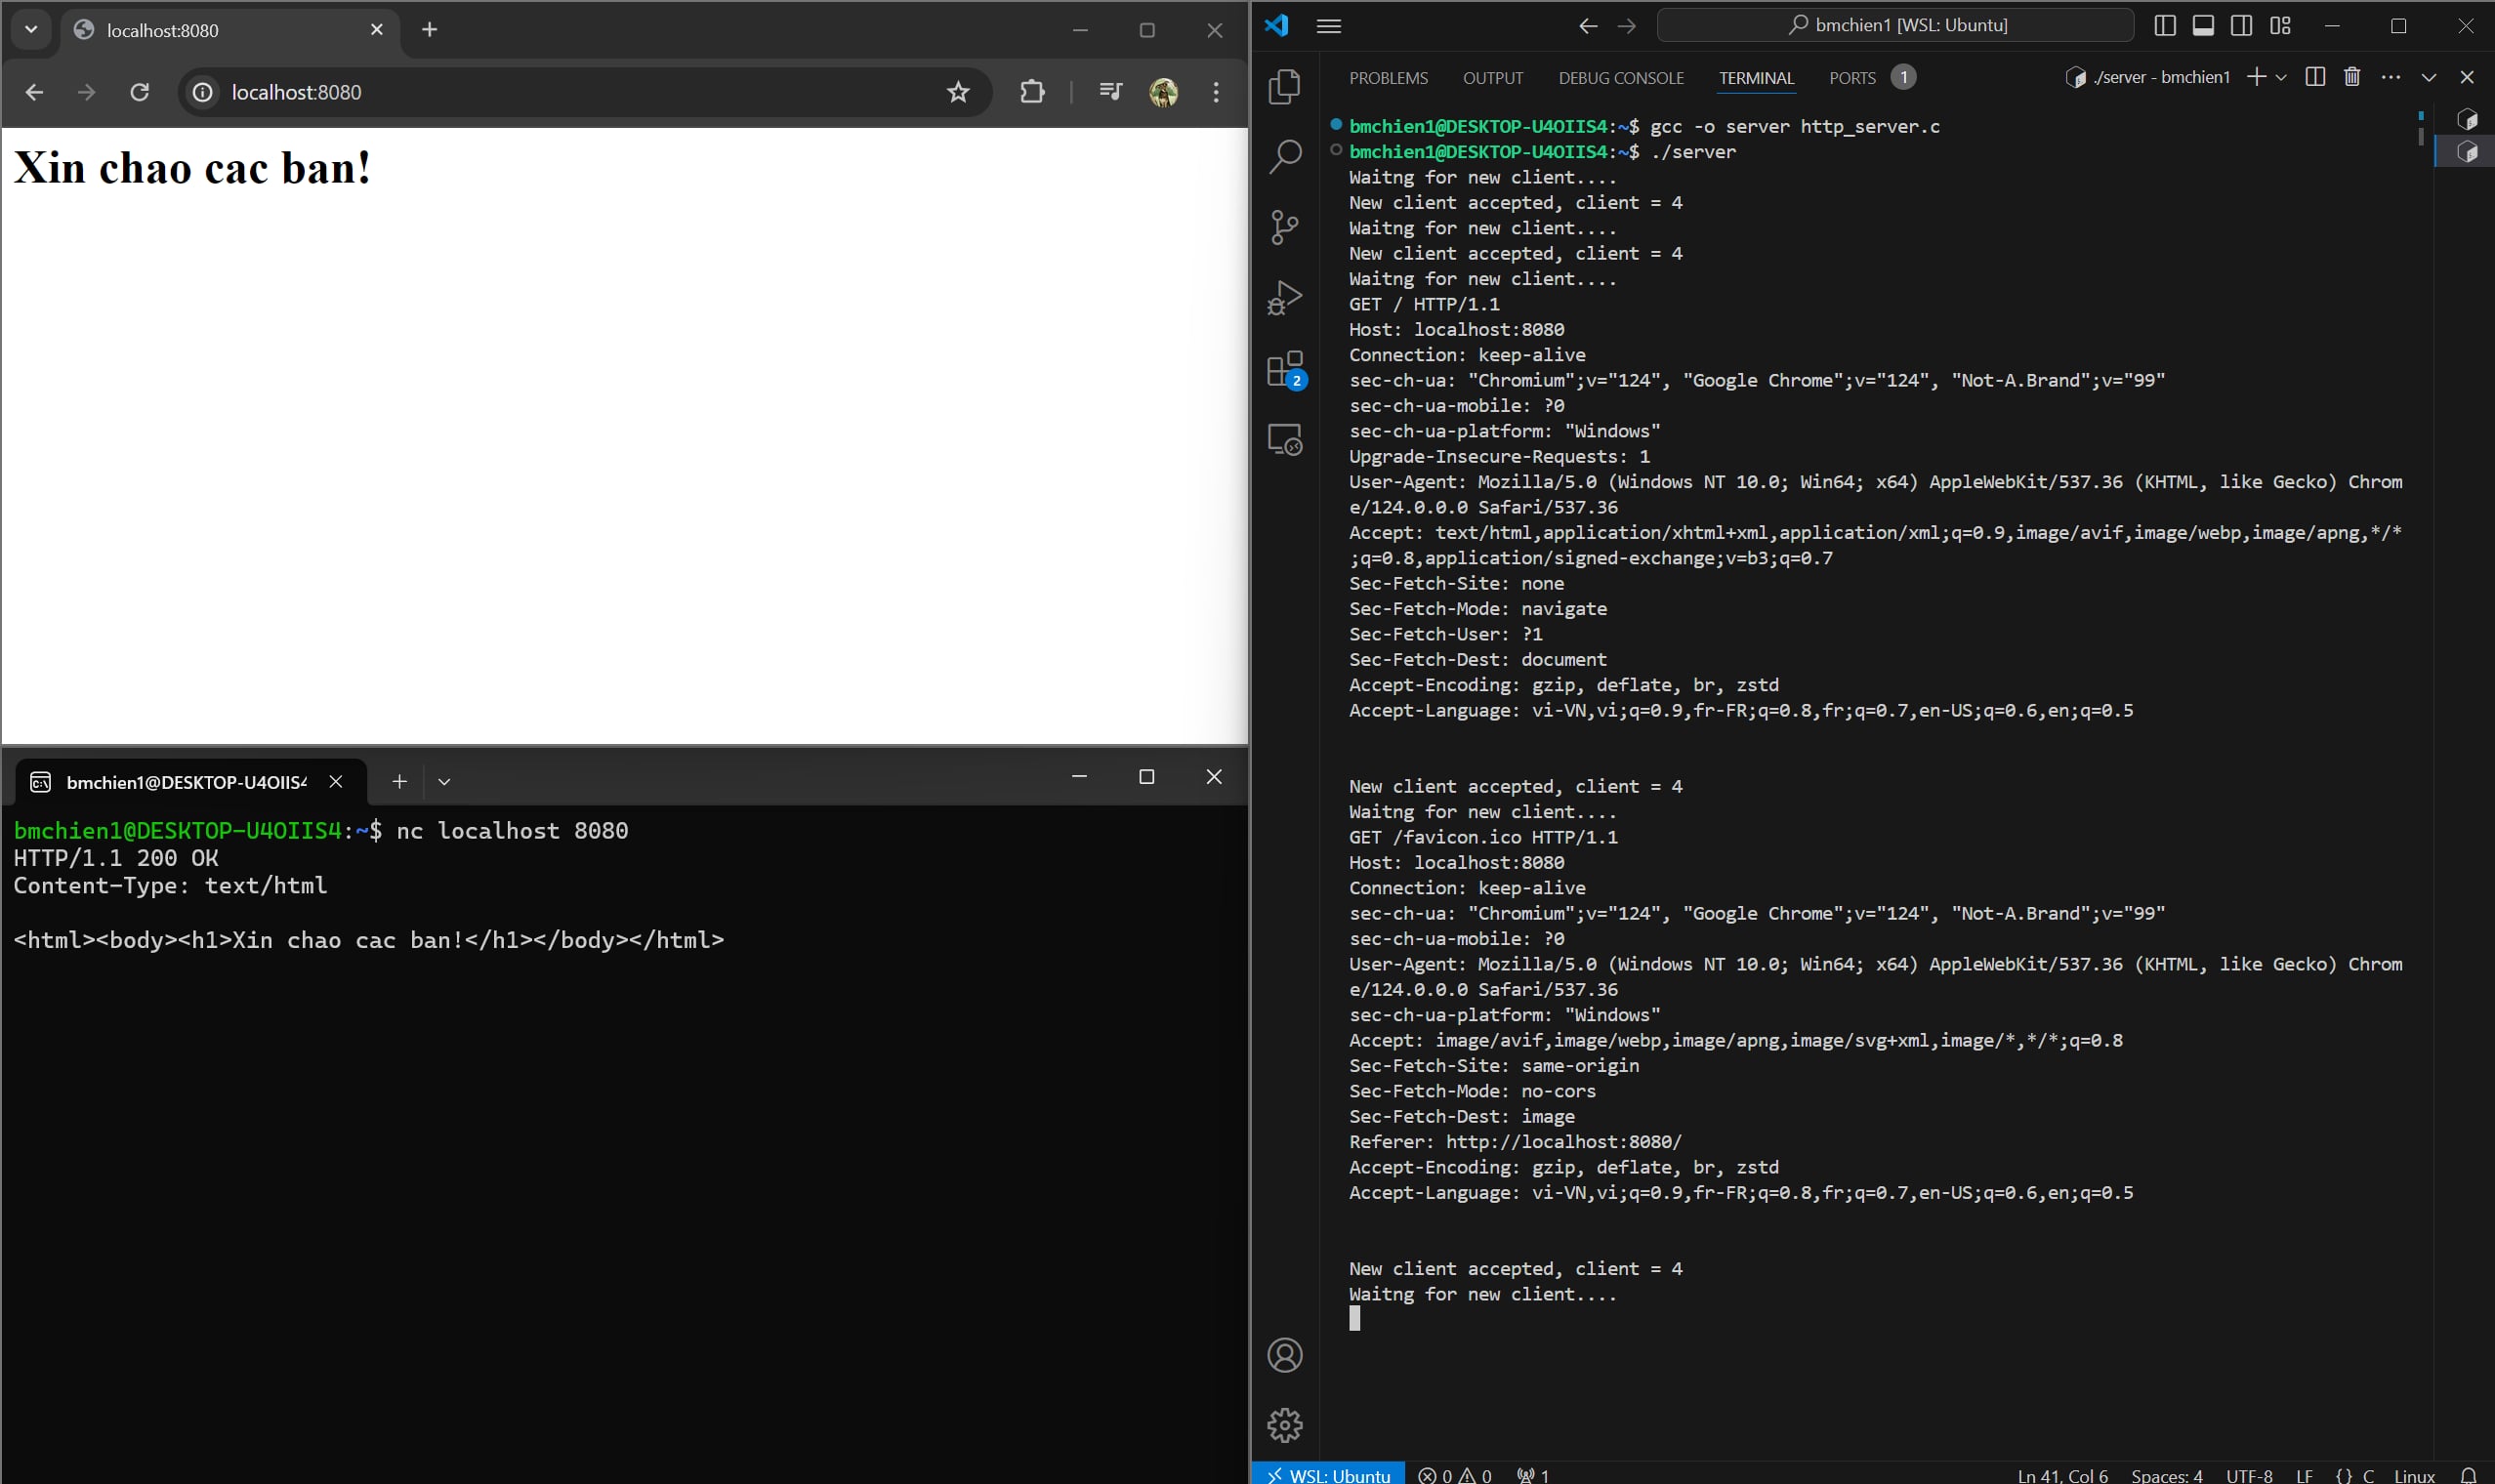 localhost:8080
localhost:8080
Xin chao cac ban!
bmchien1@DESKTOP-U4OIIS4
bmchien1@DESKTOP-U4OIIS4:~$ nc localhost 8080
HTTP/1.1 200 OK
Content-Type: text/html
<html><body><h1>Xin chao cac ban!</h1></body></html>
bmchien1 [WSL: Ubuntu]
PROBLEMS OUTPUT DEBUG CONSOLE TERMINAL PORTS 1 ./server - bmchien1
2
bmchien1@DESKTOP-U4OIIS4:~$ gcc -o server http_server.c
bmchien1@DESKTOP-U4OIIS4:~$ ./server
Waitng for new client....
New client accepted, client = 4
Waitng for new client....
New client accepted, client = 4
Waitng for new client....
GET / HTTP/1.1
Host: localhost:8080
Connection: keep-alive
sec-ch-ua: "Chromium";v="124", "Google Chrome";v="124", "Not-A.Brand";v="99"
sec-ch-ua-mobile: ?0
sec-ch-ua-platform: "Windows"
Upgrade-Insecure-Requests: 1
User-Agent: Mozilla/5.0 (Windows NT 10.0; Win64; x64) AppleWebKit/537.36 (KHTML, like Gecko) Chrom
e/124.0.0.0 Safari/537.36
Accept: text/html,application/xhtml+xml,application/xml;q=0.9,image/avif,image/webp,image/apng,*/*
;q=0.8,application/signed-exchange;v=b3;q=0.7
Sec-Fetch-Site: none
Sec-Fetch-Mode: navigate
Sec-Fetch-User: ?1
Sec-Fetch-Dest: document
Accept-Encoding: gzip, deflate, br, zstd
Accept-Language: vi-VN,vi;q=0.9,fr-FR;q=0.8,fr;q=0.7,en-US;q=0.6,en;q=0.5
New client accepted, client = 4
Waitng for new client....
GET /favicon.ico HTTP/1.1
Host: localhost:8080
Connection: keep-alive
sec-ch-ua: "Chromium";v="124", "Google Chrome";v="124", "Not-A.Brand";v="99"
sec-ch-ua-mobile: ?0
User-Agent: Mozilla/5.0 (Windows NT 10.0; Win64; x64) AppleWebKit/537.36 (KHTML, like Gecko) Chrom
e/124.0.0.0 Safari/537.36
sec-ch-ua-platform: "Windows"
Accept: image/avif,image/webp,image/apng,image/svg+xml,image/*,*/*;q=0.8
Sec-Fetch-Site: same-origin
Sec-Fetch-Mode: no-cors
Sec-Fetch-Dest: image
Referer: http://localhost:8080/
Accept-Encoding: gzip, deflate, br, zstd
Accept-Language: vi-VN,vi;q=0.9,fr-FR;q=0.8,fr;q=0.7,en-US;q=0.6,en;q=0.5
New client accepted, client = 4
Waitng for new client....
WSL: Ubuntu 0 0 1 Ln 41, Col 6 Spaces: 4 UTF-8 LF {} C Linux